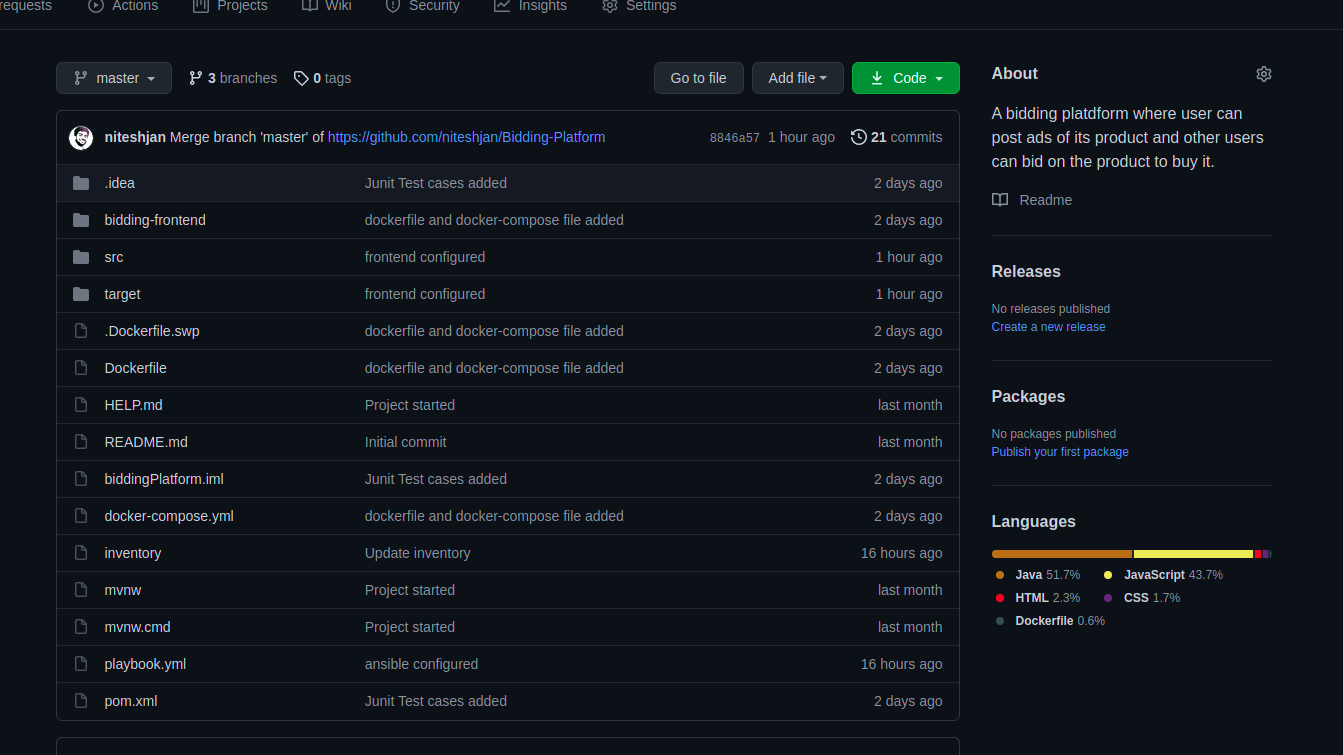 requests Actions Projects Wiki Security Insights Settings
master 3 branches 0 tags Go to file Add file Code
niteshjan Merge branch 'master' of https://github.com/niteshjan/Bidding-Platform 8846a57 1 hour ago 21 commits
.idea Junit Test cases added 2 days ago
bidding-frontend dockerfile and docker-compose file added 2 days ago
src frontend configured 1 hour ago
target frontend configured 1 hour ago
.Dockerfile.swp dockerfile and docker-compose file added 2 days ago
Dockerfile dockerfile and docker-compose file added 2 days ago
HELP.md Project started last month
README.md Initial commit last month
biddingPlatform.iml Junit Test cases added 2 days ago
docker-compose.yml dockerfile and docker-compose file added 2 days ago
inventory Update inventory 16 hours ago
mvnw Project started last month
mvnw.cmd Project started last month
playbook.yml ansible configured 16 hours ago
pom.xml Junit Test cases added 2 days ago
About
A bidding platdform where user can
post ads of its product and other users
can bid on the product to buy it.
Readme
Releases
No releases published
Create a new release
Packages
No packages published
Publish your first package
Languages
Java 51.7% JavaScript 43.7%
HTML 2.3% CSS 1.7%
Dockerfile 0.6%